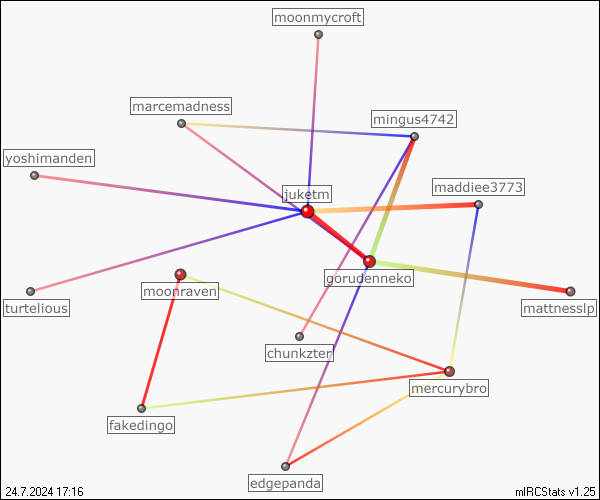 moonmycroft
marcemadness
mingus4742
yoshimanden
maddiee3773
juketm
gorudenneko
moonraven
turtelious
mattnesslp
chunkzter
mercurybro
fakedingo
edgepanda
24.7.2024 17:16
mIRCStats v1.25